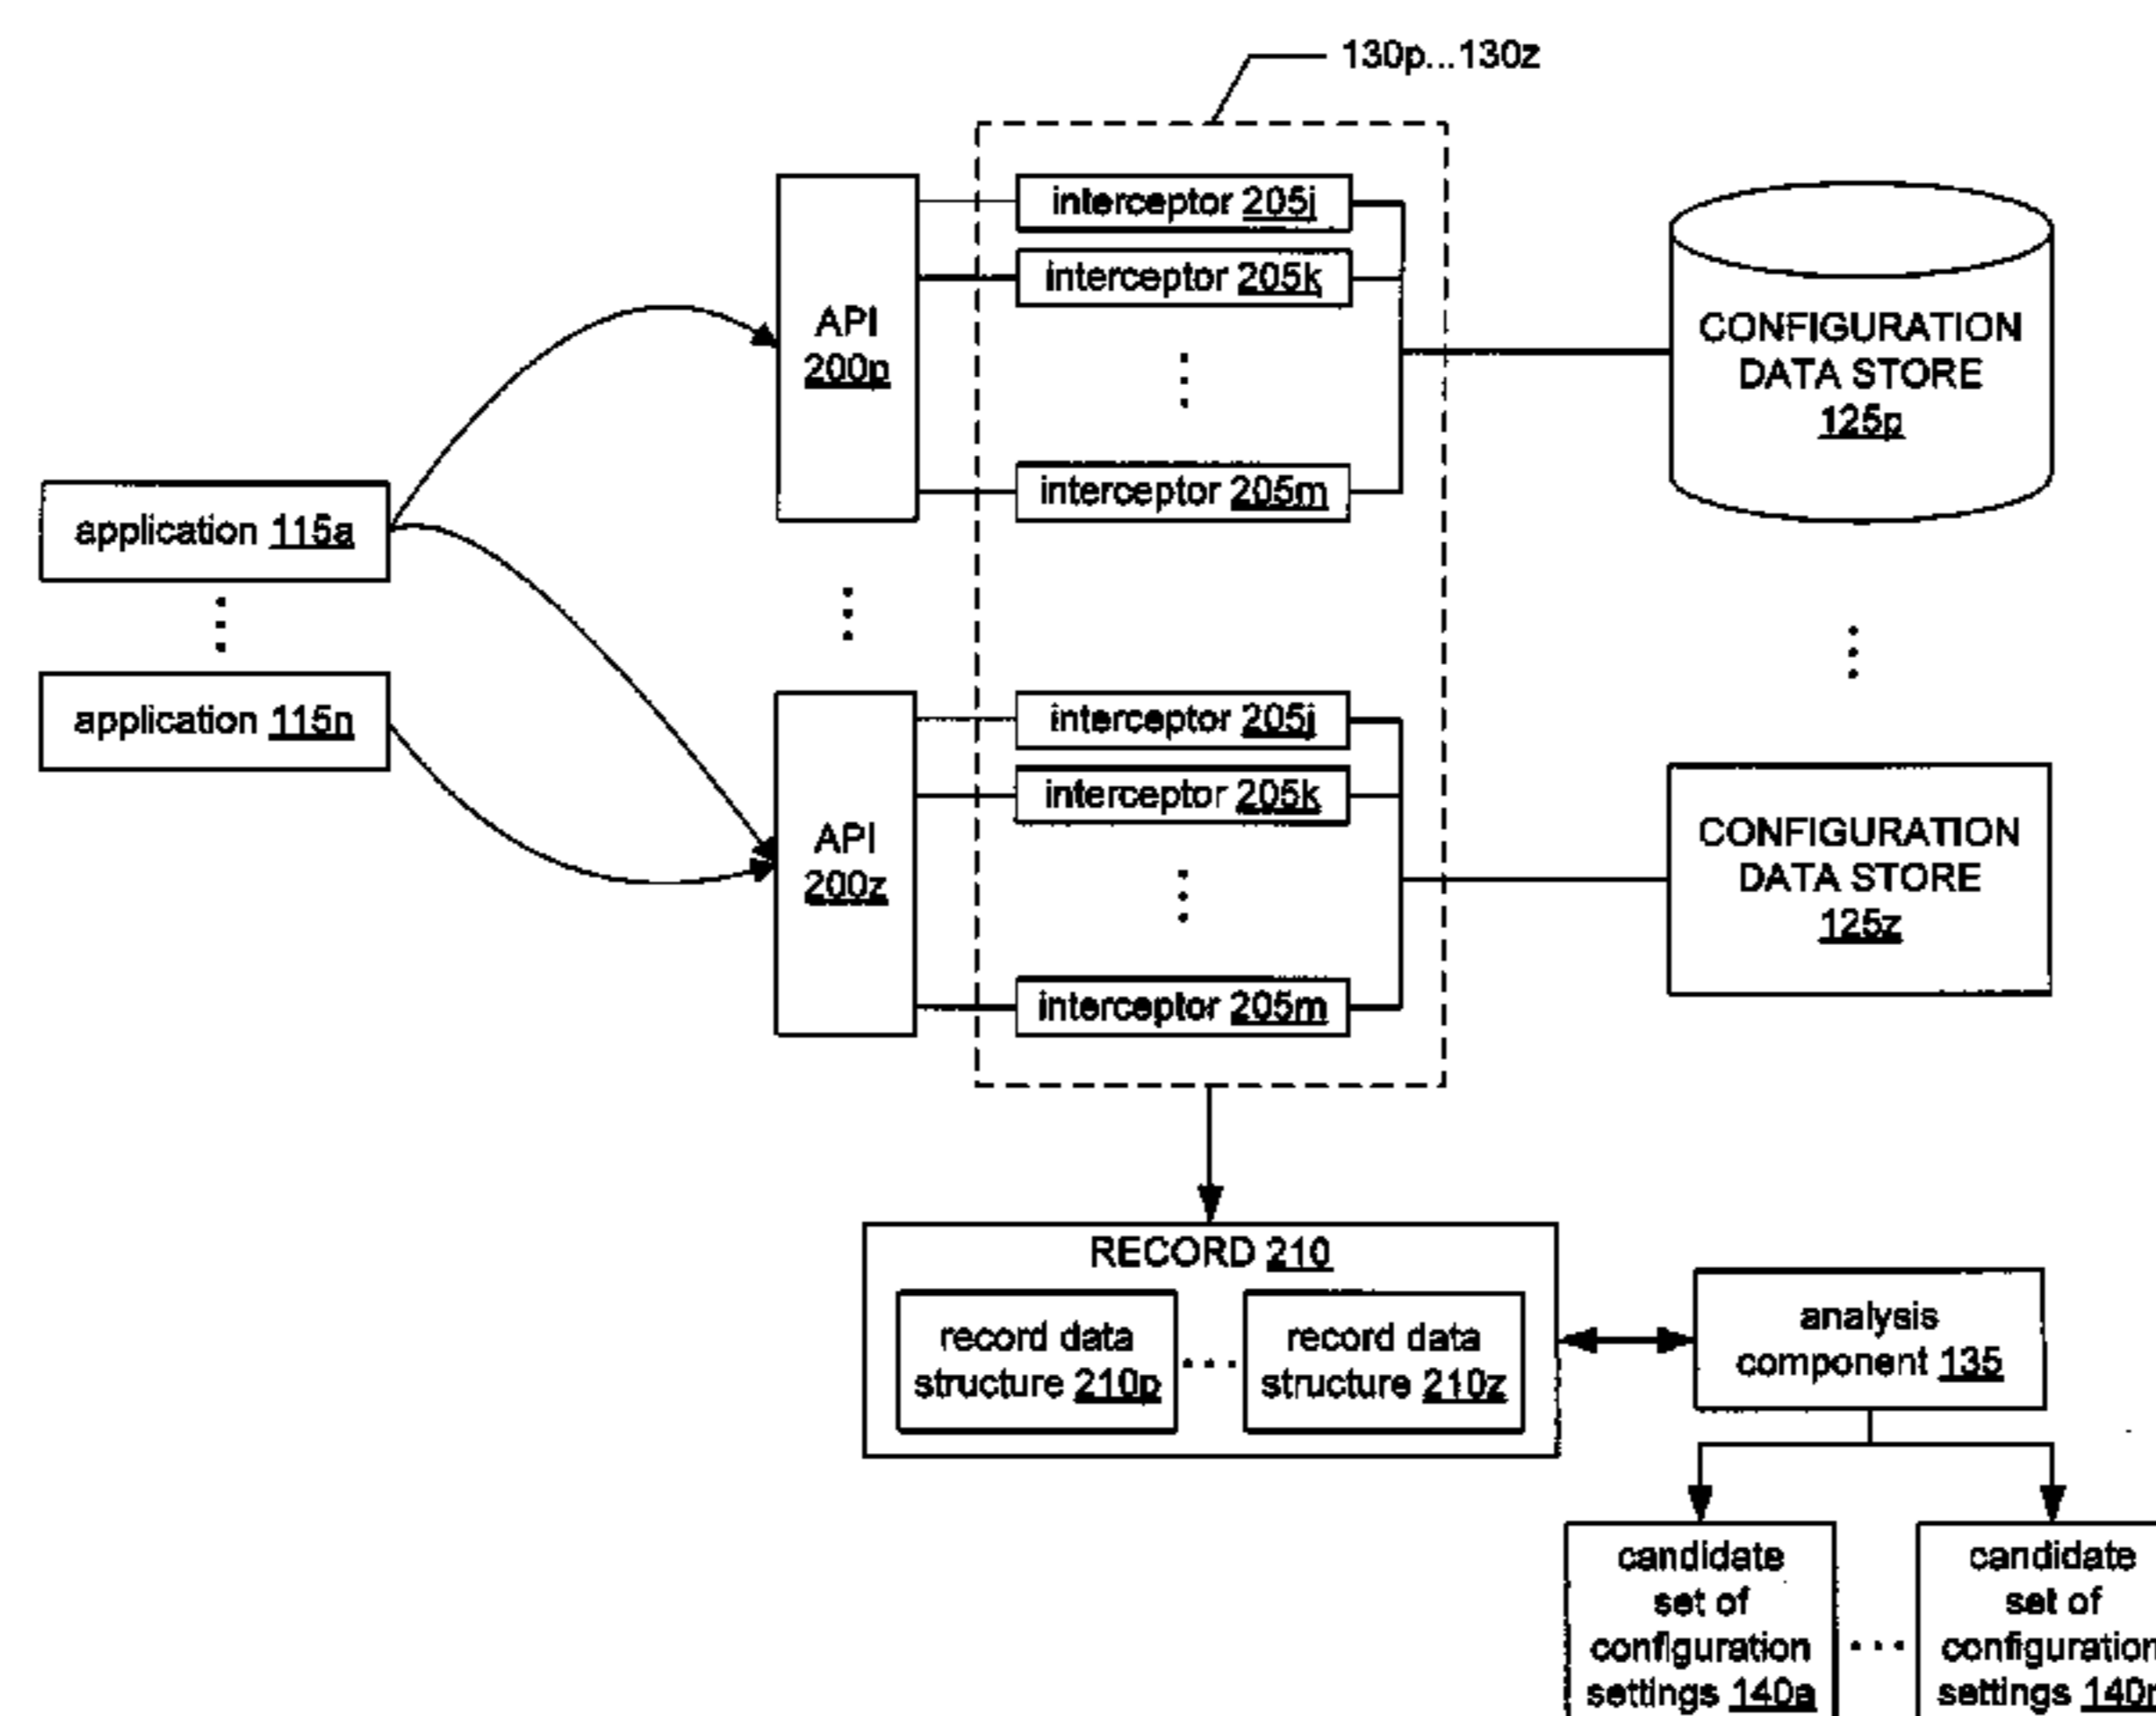 130p...130z
interceptor 205j
interceptor 205k
API
200p
interceptor 205m
CONFIGURATION
DATA STORE
125p
application 115a
application 115n
interceptor 205j
interceptor 205k
API
200z
interceptor 205m
CONFIGURATION
DATA STORE
125z
RECORD 210
record data
structure 210p
record data
structure 210z
analysis
component 135
candidate
set of
configuration
settings 140a
candidate
set of
configuration
settings